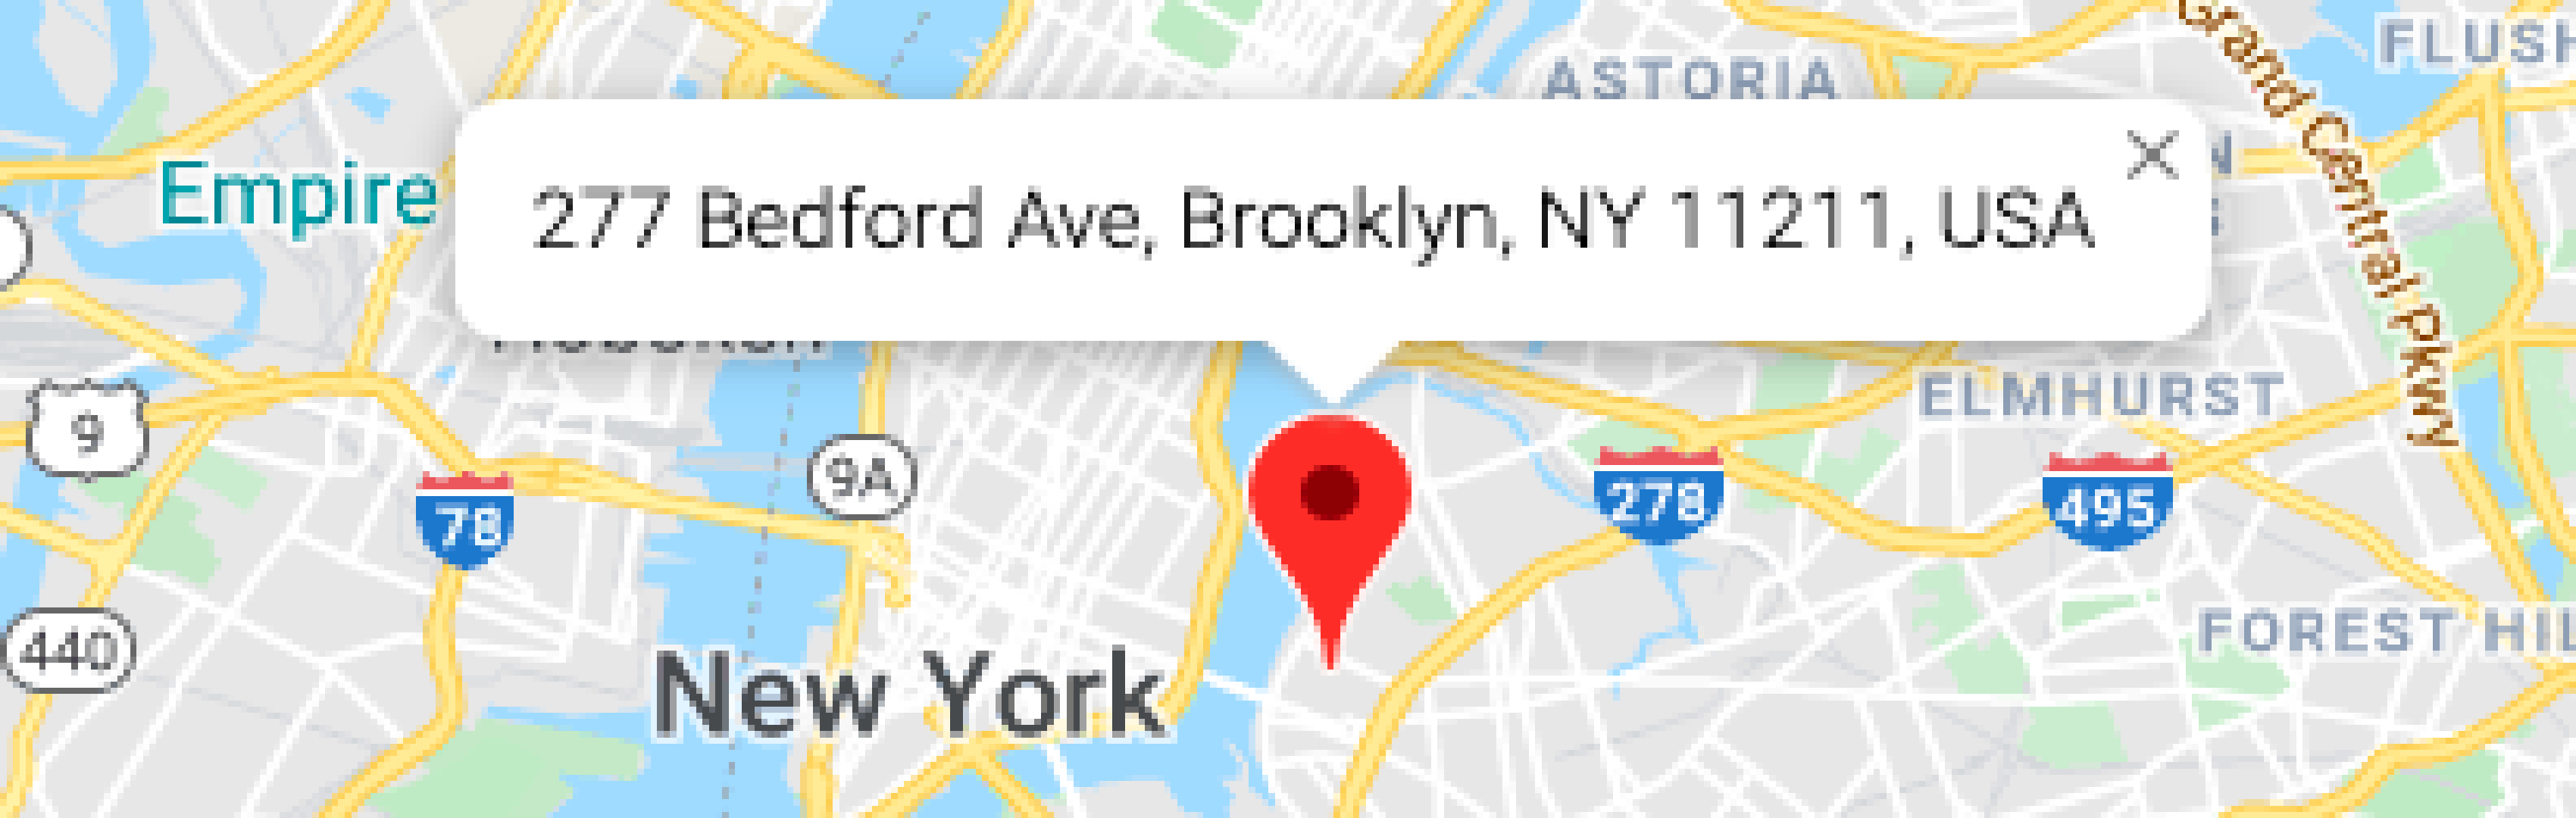 Grand Central Pkwy
FLUSH
ASTORIA
Empire
277 Bedford Ave, Brooklyn, NY 11211, USA
ELMHURST
9
9A
278
495
78
440
FOREST HIL
New York